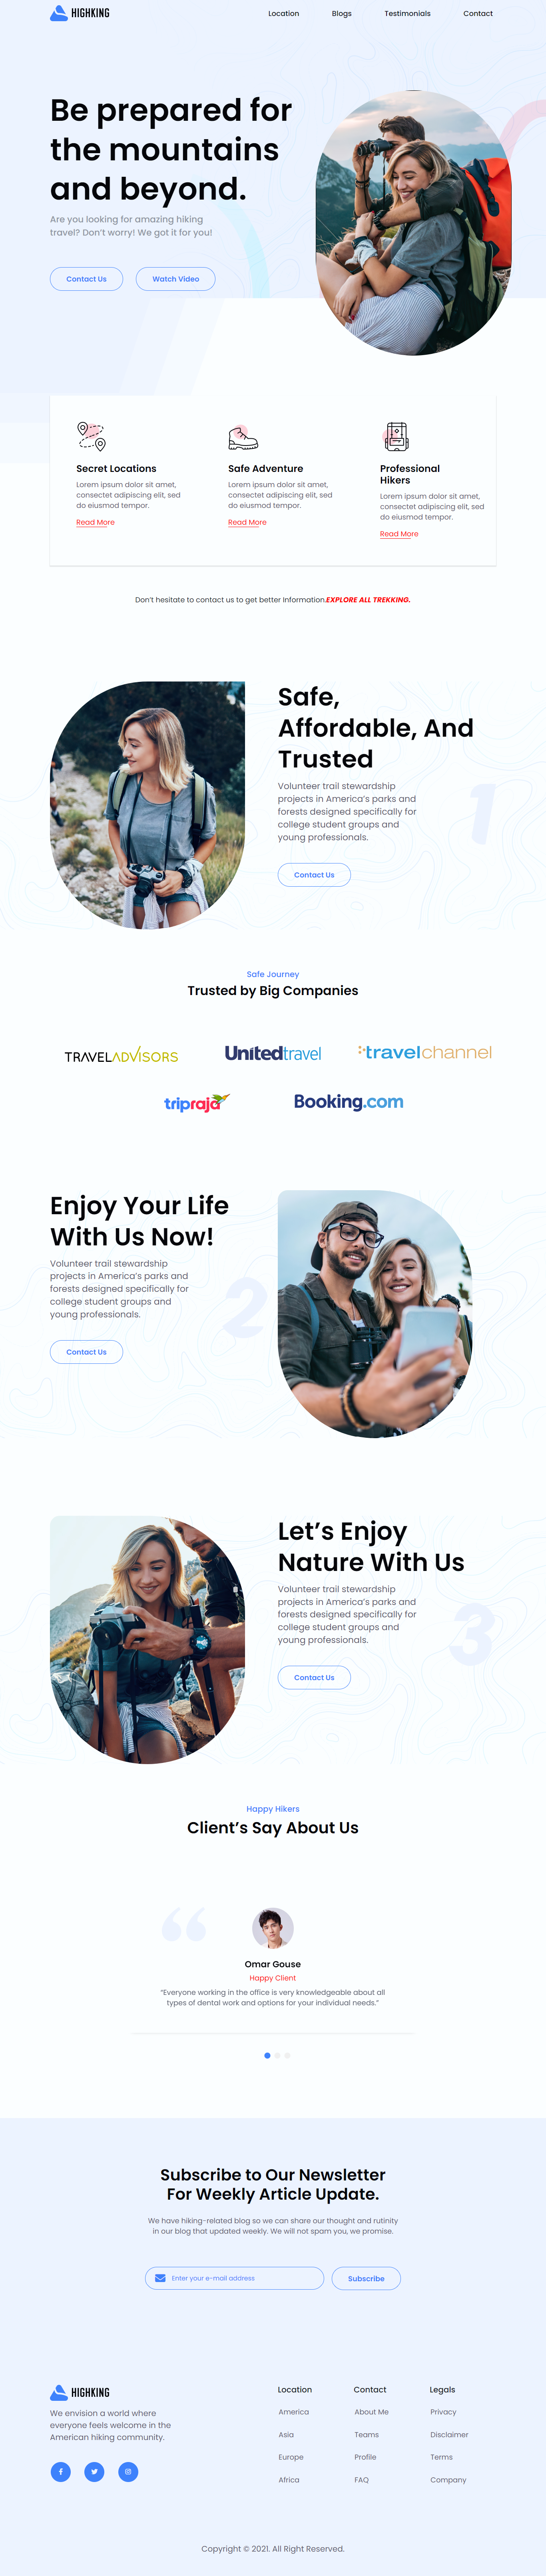 HIGHKING
Location Blogs Testimonials Contact
Be prepared for
the mountains
and beyond.
Are you looking for amazing hiking
travel? Don’t worry! We got it for you!
Contact Us Watch Video
Secret Locations
Lorem ipsum dolor sit amet,
consectet adipiscing elit, sed
do eiusmod tempor.
Read More
Safe Adventure
Lorem ipsum dolor sit amet,
consectet adipiscing elit, sed
do eiusmod tempor.
Read More
Professional
Hikers
Lorem ipsum dolor sit amet,
consectet adipiscing elit, sed
do eiusmod tempor.
Read More
Don’t hesitate to contact us to get better Information.EXPLORE ALL TREKKING.
Safe,
Affordable, And
Trusted
Volunteer trail stewardship
projects in America’s parks and
forests designed specifically for
college student groups and
young professionals.
1
Contact Us
Safe Journey
Trusted by Big Companies
TRAVELADVISORS
Unitedtravel
travelchannel
tripraja
Booking.com
Enjoy Your Life
With Us Now!
Volunteer trail stewardship
projects in America’s parks and
forests designed specifically for
college student groups and
young professionals.
2
Contact Us
Let’s Enjoy
Nature With Us
Volunteer trail stewardship
projects in America’s parks and
forests designed specifically for
college student groups and
young professionals.
3
Contact Us
Happy Hikers
Client’s Say About Us
“
Omar Gouse
Happy Client
“Everyone working in the office is very knowledgeable about all
types of dental work and options for your individual needs.”
Subscribe to Our Newsletter
For Weekly Article Update.
We have hiking-related blog so we can share our thought and rutinity
in our blog that updated weekly. We will not spam you, we promise.
Enter your e-mail address
Subscribe
HIGHKING
We envision a world where
everyone feels welcome in the
American hiking community.
Location
America
Asia
Europe
Africa
Contact
About Me
Teams
Profile
FAQ
Legals
Privacy
Disclaimer
Terms
Company
Copyright © 2021. All Right Reserved.